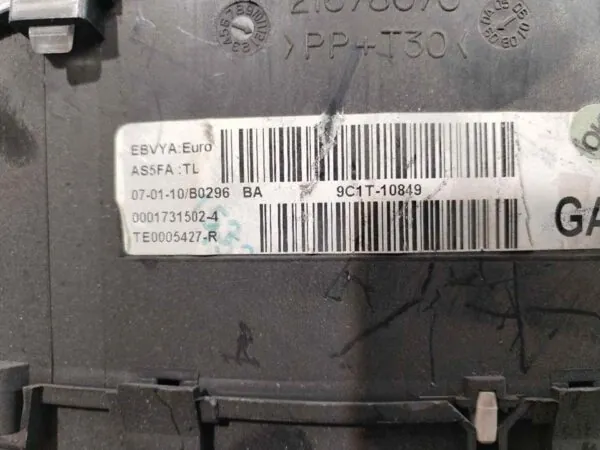 >PP+T30<
EBVYA:Euro
AS5FA :TL
07-01-10/B0296 BA 9C1T-10849
0001731502-4
TE0005427-R
GA